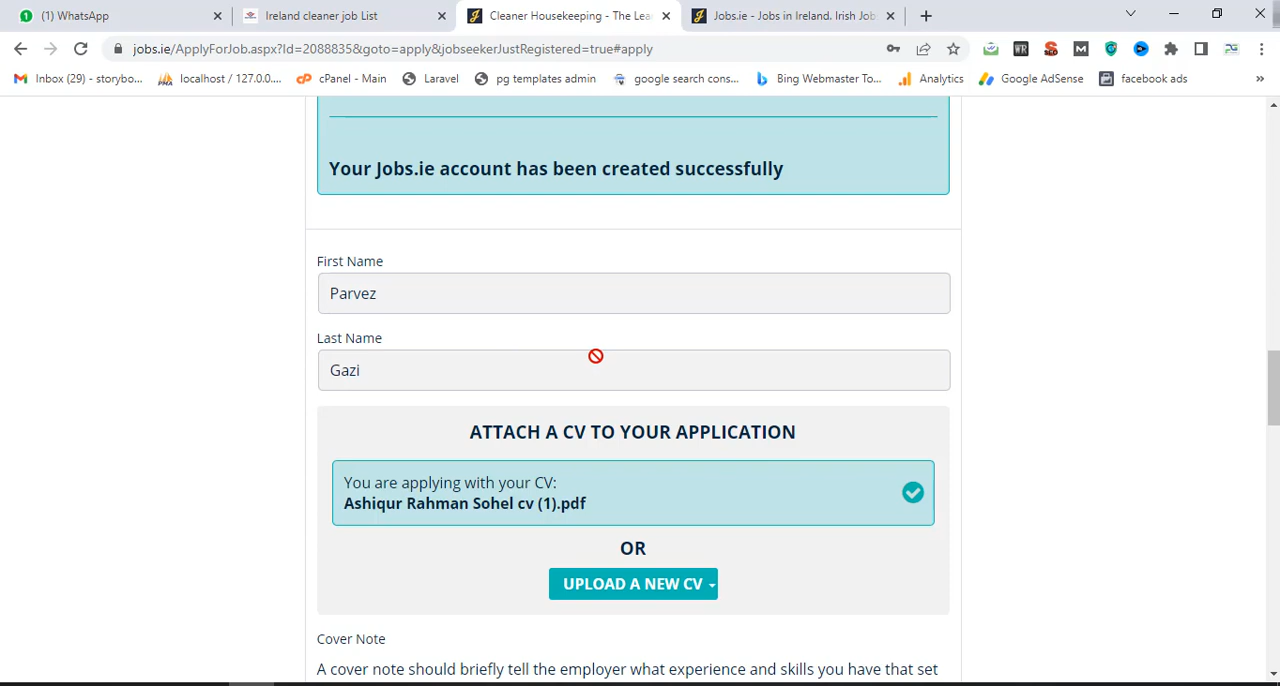 (1) WhatsApp
Ireland cleaner job List
Cleaner Housekeeping - The Lea
Jobs.ie - Jobs in Ireland. Irish Job
jobs.ie/ApplyForJob.aspx?Id=2088835&goto=apply&jobseekerJustRegistered=true#apply
Inbox (29) - storybo...
localhost / 127.0.0....
cPanel - Main
Laravel
pg templates admin
google search cons...
Bing Webmaster To...
Analytics
Google AdSense
facebook ads
»
Your Jobs.ie account has been created successfully
First Name
Parvez
Last Name
Gazi
ATTACH A CV TO YOUR APPLICATION
You are applying with your CV:
Ashiqur Rahman Sohel cv (1).pdf
OR
UPLOAD A NEW CV
Cover Note
A cover note should briefly tell the employer what experience and skills you have that set